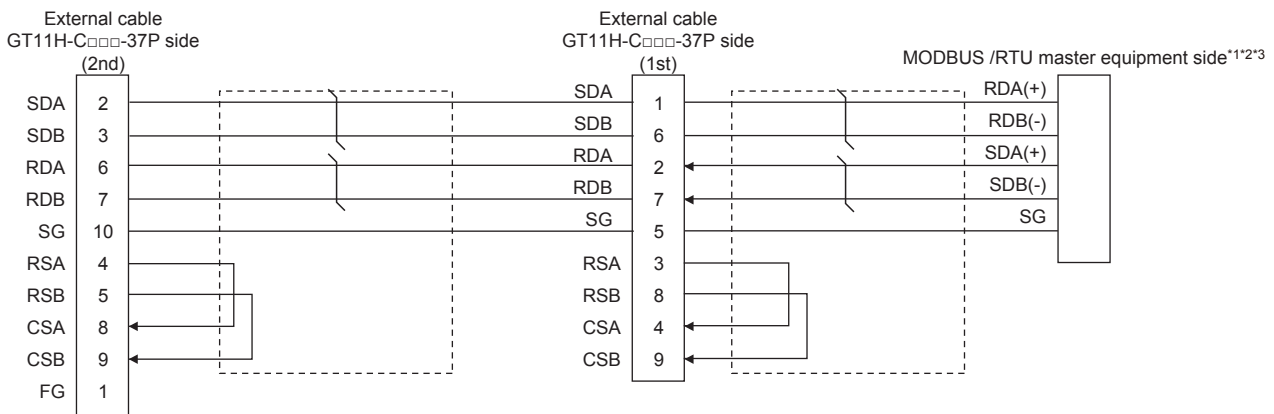 External cable
GT11H-C□□□-37P side
(2nd)
External cable
GT11H-C□□□-37P side
(1st)
MODBUS /RTU master equipment side*1*2*3
SDA 2 SDA 1 RDA(+)
SDB 3 SDB 6 RDB(-)
RDA 6 RDA 2 SDA(+)
RDB 7 RDB 7 SDB(-)
SG 10 SG 5 SG
RSA 4 RSA 3
RSB 5 RSB 8
CSA 8 CSA 4
CSB 9 CSB 9
FG 1